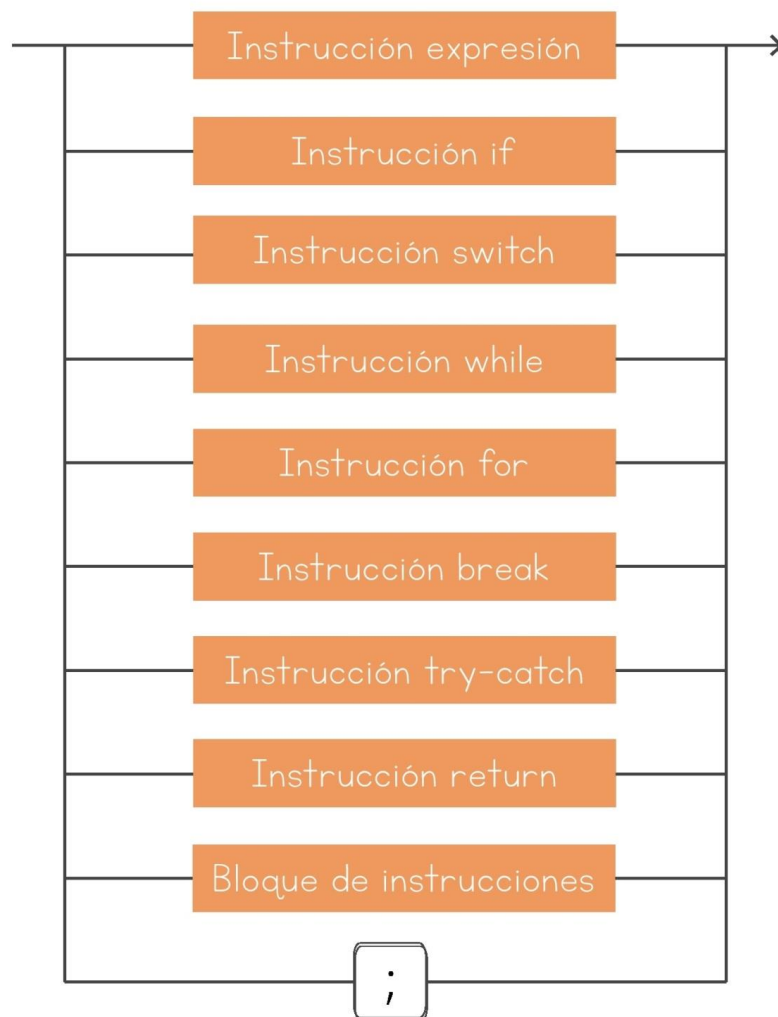 Instrucción expresión
Instrucción if
Instrucción switch
Instrucción while
Instrucción for
Instrucción break
Instrucción try-catch
Instrucción return
Bloque de instrucciones
;